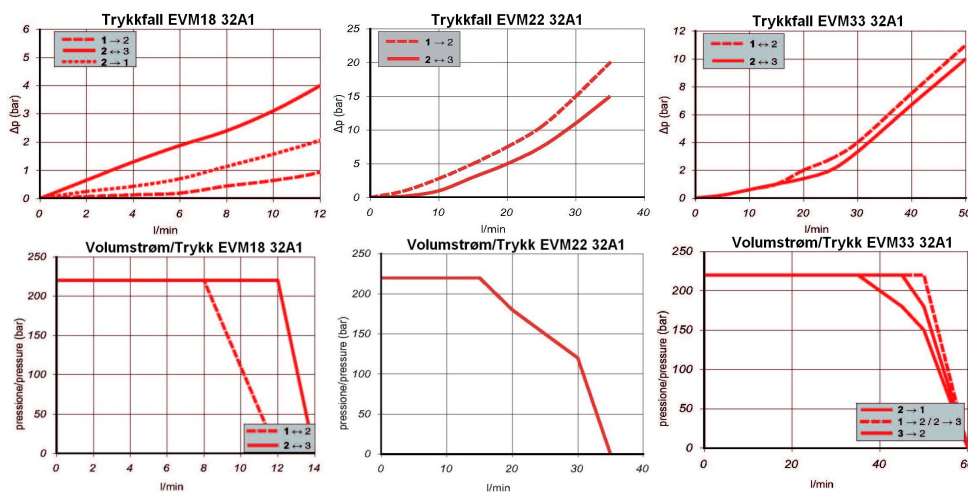 Trykkfall EVM18 32A1
6
5
4
3
2
1
0
Δp (bar)
1 → 2
2 ↔ 3
2 → 1
0 2 4 6 8 10 12
l/min
Trykkfall EVM22 32A1
25
20
15
10
5
0
Δp (bar)
1 → 2
2 ↔ 3
0 10 20 30 40
l/min
Trykkfall EVM33 32A1
12
10
8
6
4
2
0
Δp (bar)
1 ↔ 2
2 ↔ 3
0 10 20 30 40 50
l/min
Volumstrøm/Trykk EVM18 32A1
250
200
150
100
50
0
pressione/pressure (bar)
1 ↔ 2
2 ↔ 3
0 2 4 6 8 10 12 14
l/min
Volumstrøm/Trykk EVM22 32A1
250
200
150
100
50
0
pressione/pressure (bar)
0 10 20 30 40
l/min
Volumstrøm/Trykk EVM33 32A1
250
200
150
100
50
0
pressione/pressure (bar)
2 → 1
1 → 2 / 2 → 3
3 → 2
0 20 40 60
l/min